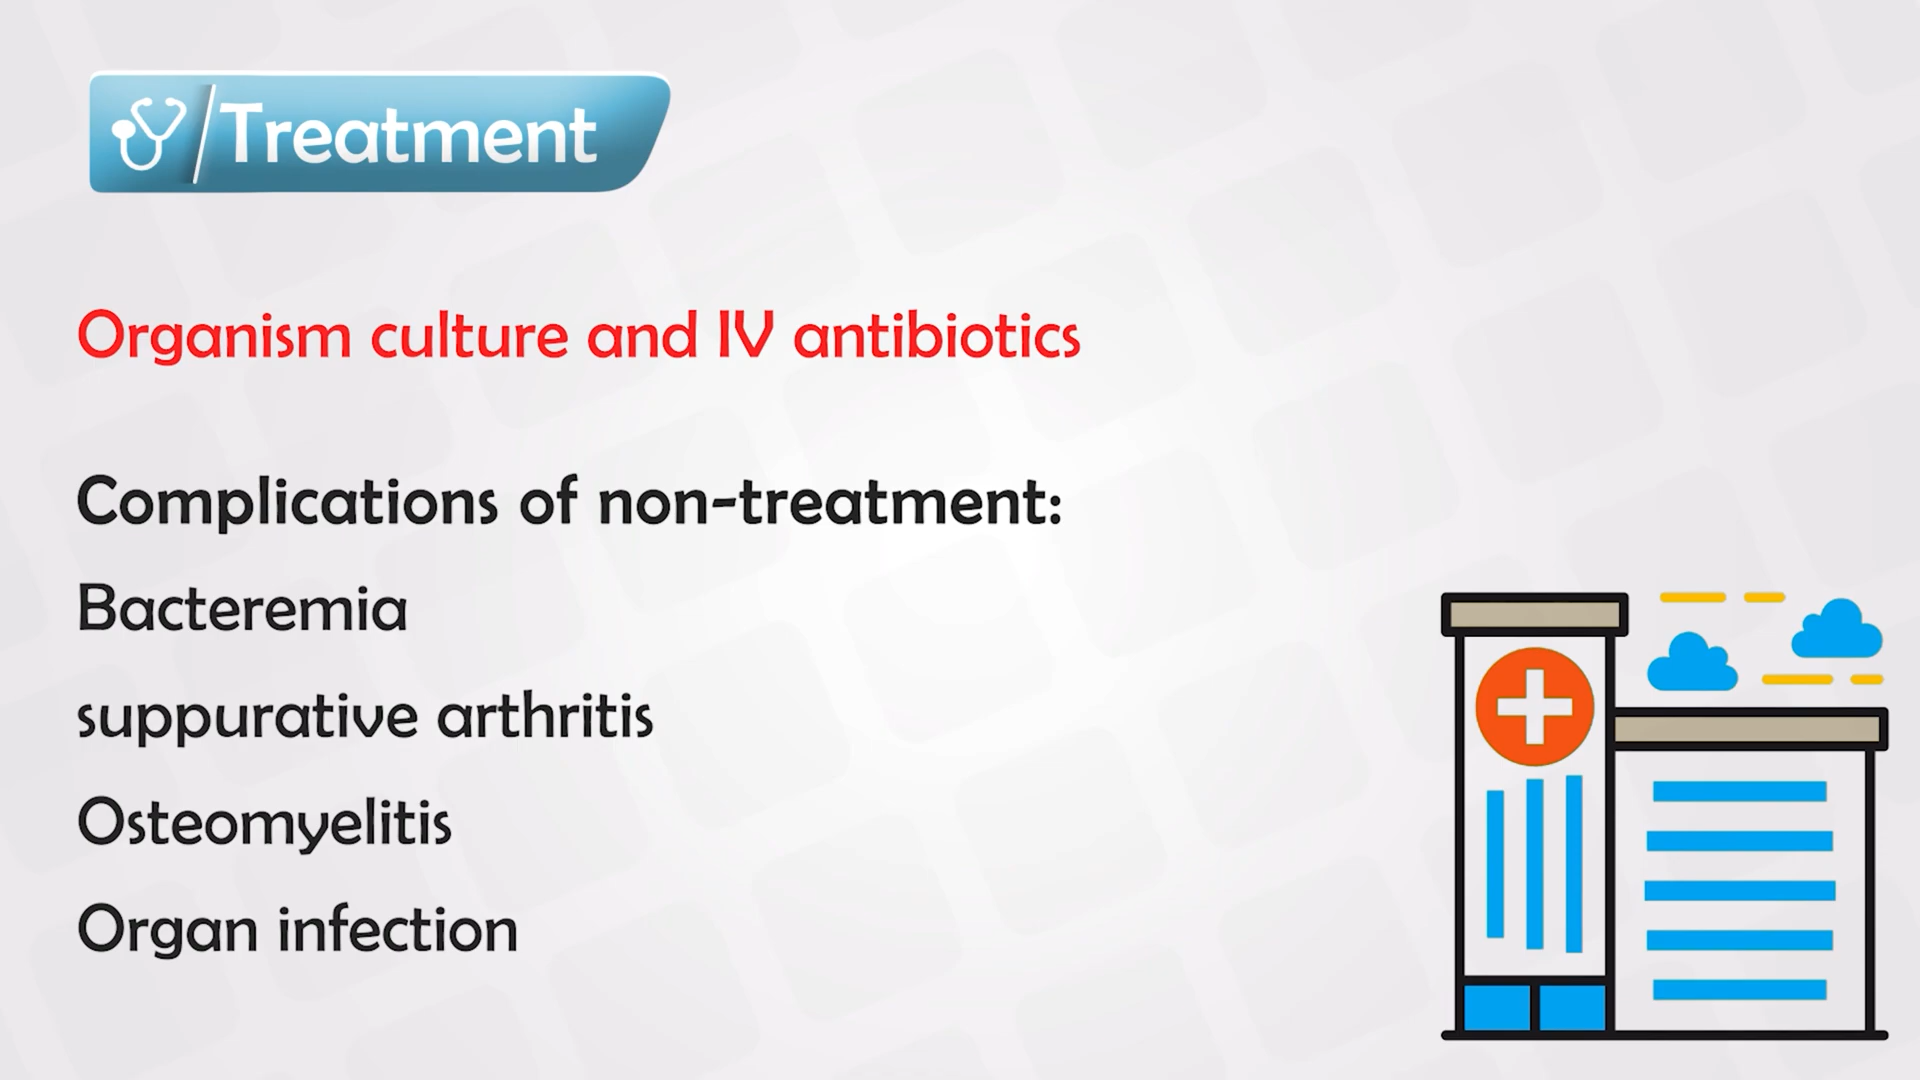 Treatment
Organism culture and IV antibiotics
Complications of non-treatment:
Bacteremia
suppurative arthritis
Osteomyelitis
Organ infection